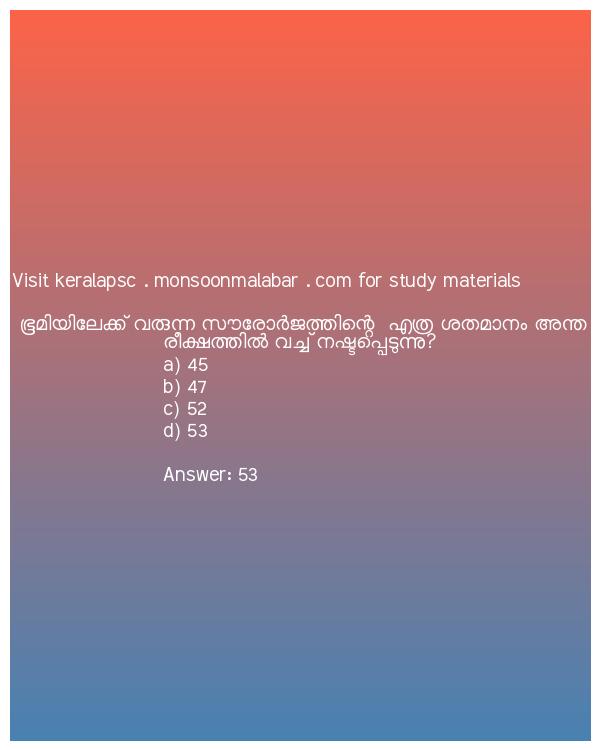 Visit keralapsc . monsoonmalabar . com for study materials
ഭൂമിയിലേക്ക് വരുന്ന സൗരോർജത്തിന്റെ എത്ര ശതമാനം അന്ത
രീക്ഷത്തിൽ വച്ച് നഷ്ടപ്പെടുന്നു?
a) 45
b) 47
c) 52
d) 53
Answer: 53